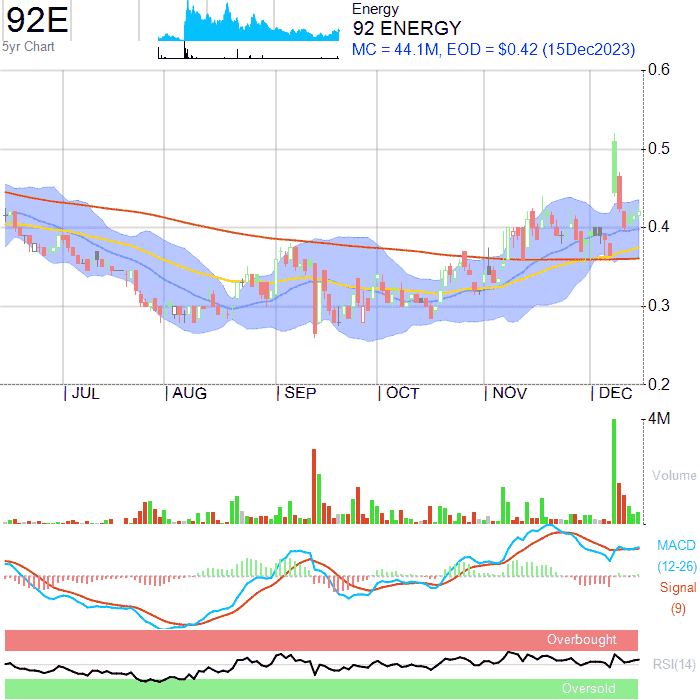 92E
5yr Chart
Energy
92 ENERGY
MC = 44.1M, EOD = $0.42 (15Dec2023)
0.6
0.5
0.4
0.3
0.2
JUL AUG SEP OCT NOV DEC
4M
Volume
MACD
(12-26)
Signal
(9)
Overbought
RSI(14)
Oversold